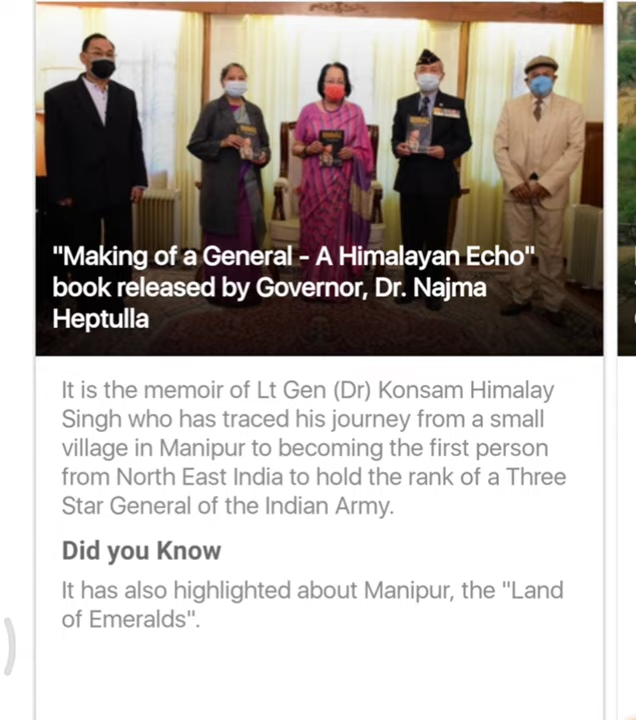 "Making of a General - A Himalayan Echo"
book released by Governor, Dr. Najma
Heptulla
It is the memoir of Lt Gen (Dr) Konsam Himalay
Singh who has traced his journey from a small
village in Manipur to becoming the first person
from North East India to hold the rank of a Three
Star General of the Indian Army.
Did you Know
It has also highlighted about Manipur, the "Land
of Emeralds".